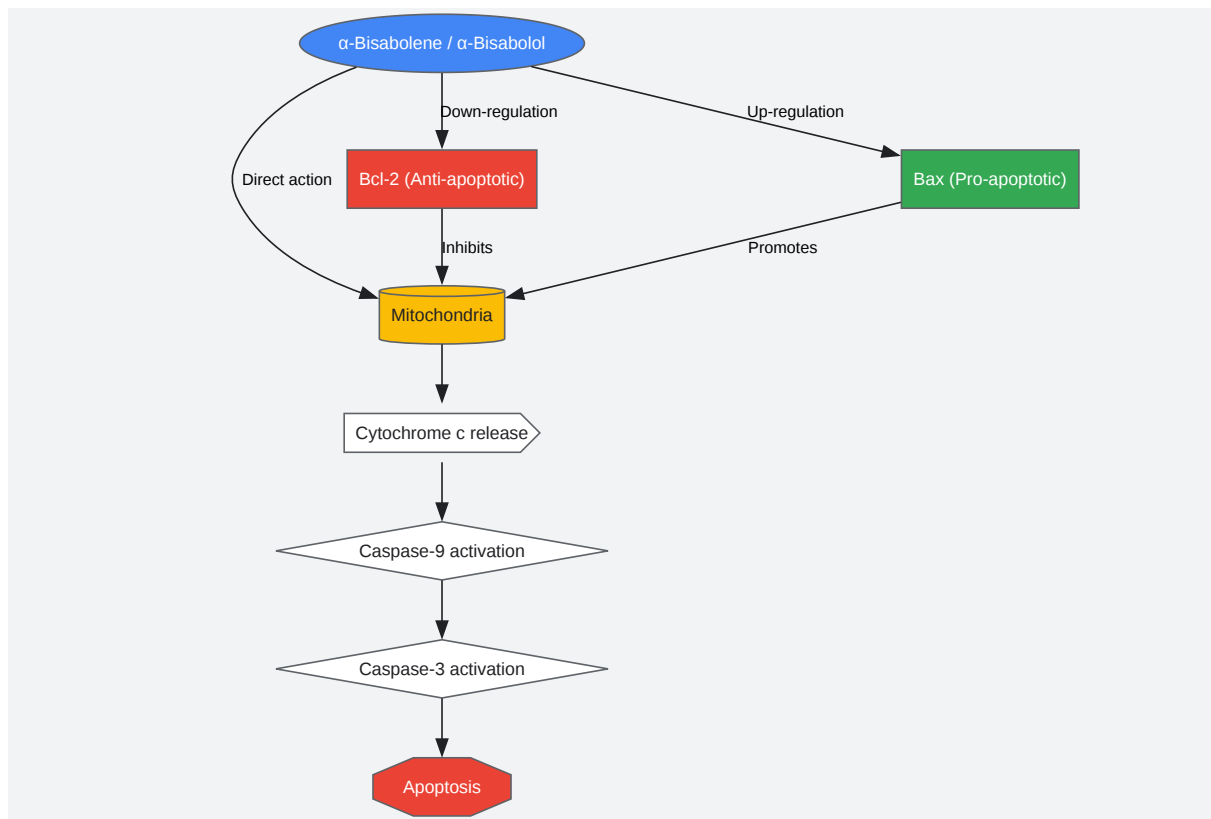 α-Bisabolene / α-Bisabolol
Down-regulation
Up-regulation
Direct action
Bcl-2 (Anti-apoptotic)
Bax (Pro-apoptotic)
Inhibits
Promotes
Mitochondria
Cytochrome c release
Caspase-9 activation
Caspase-3 activation
Apoptosis